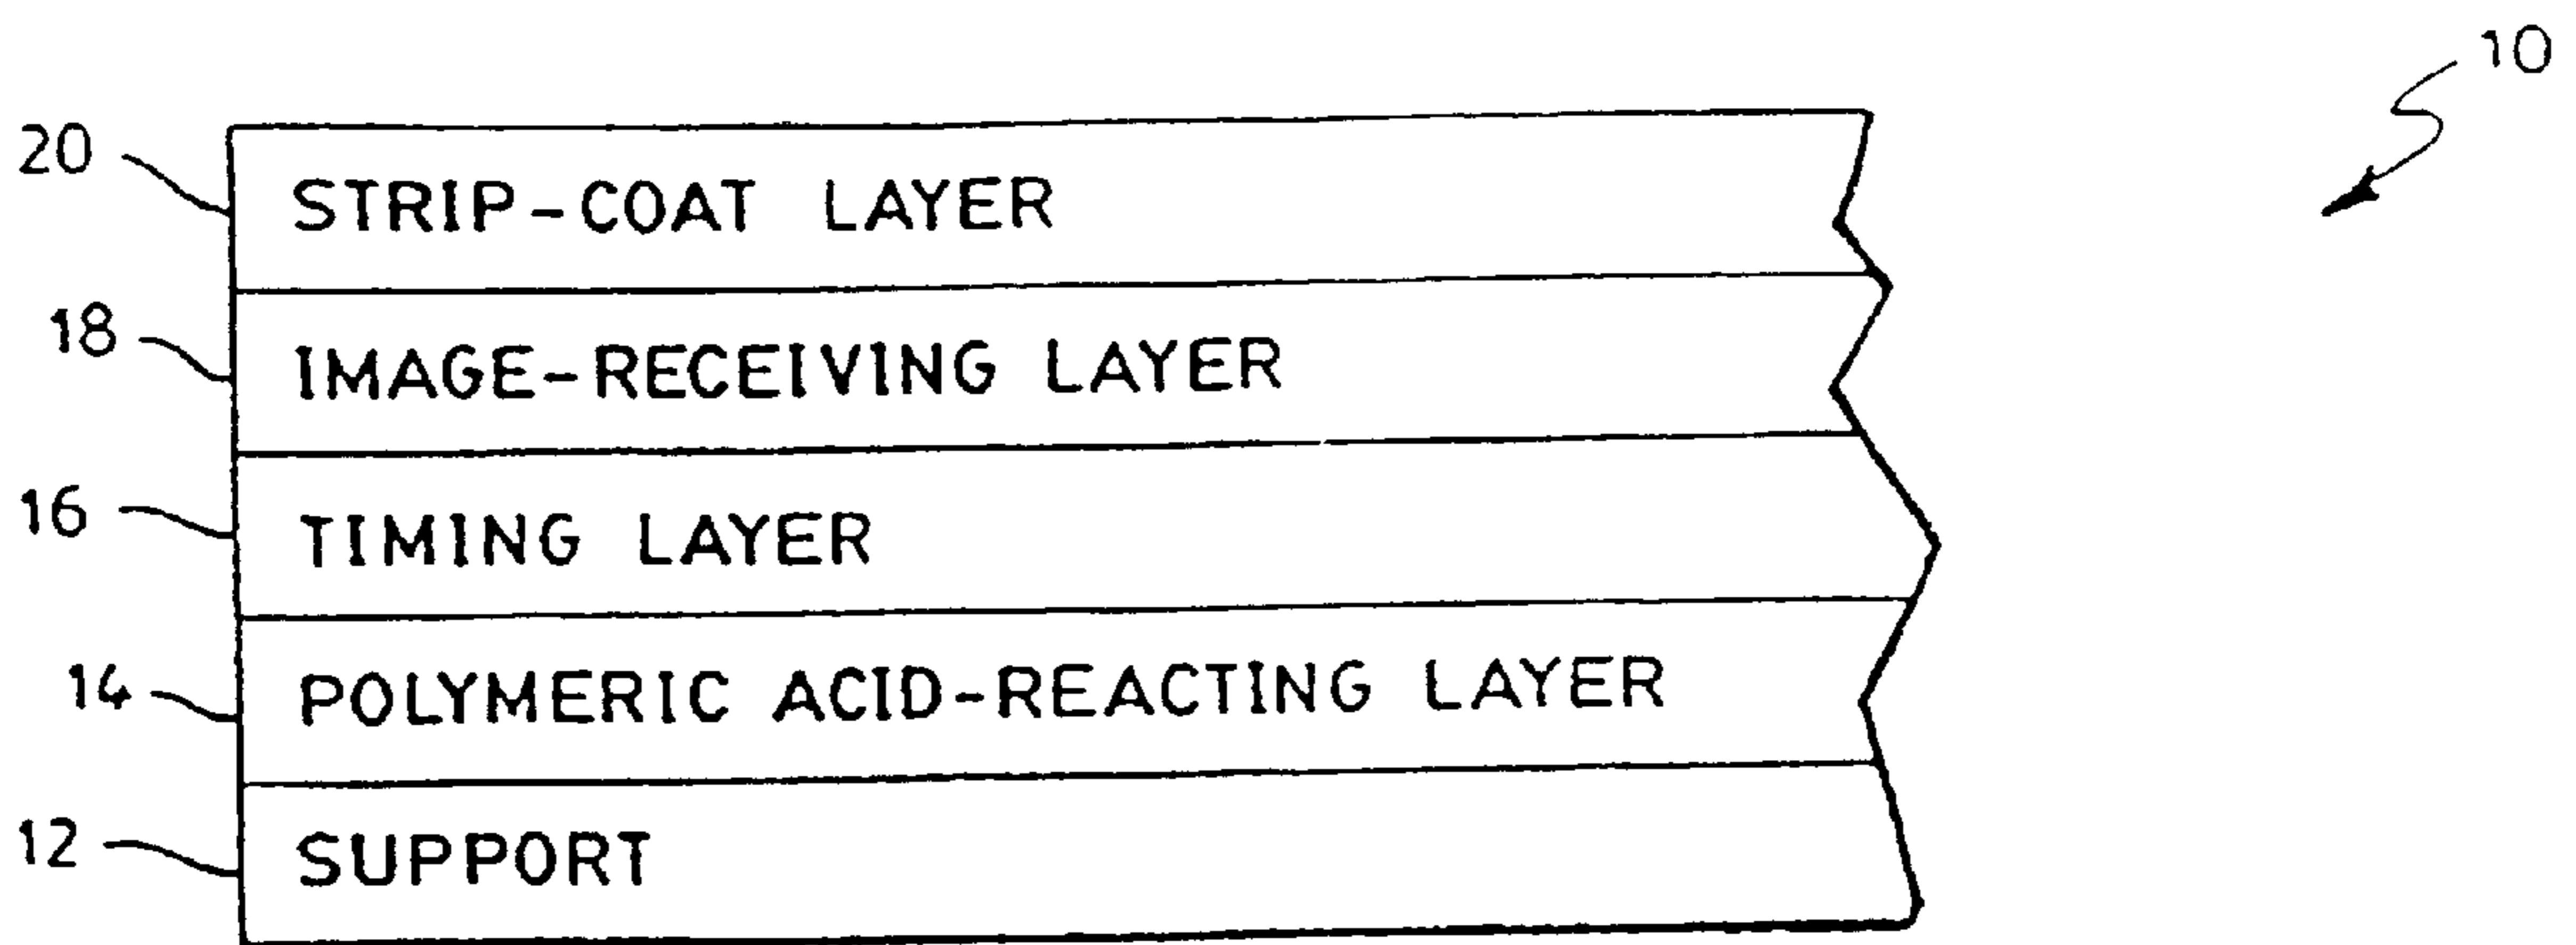 10
20 STRIP-COAT LAYER
18 IMAGE-RECEIVING LAYER
16 TIMING LAYER
14 POLYMERIC ACID-REACTING LAYER
12 SUPPORT